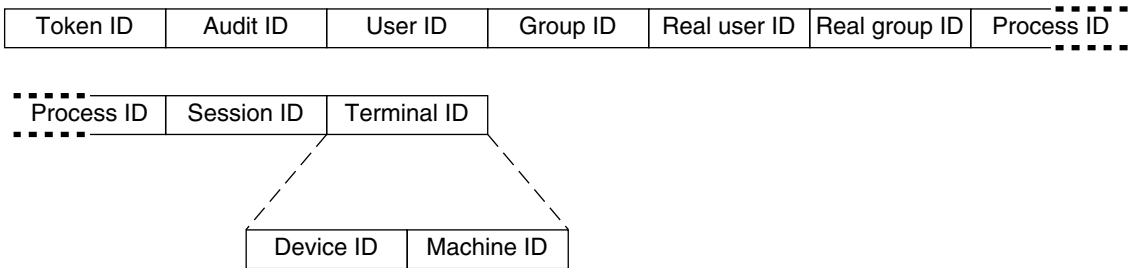 Token ID Audit ID User ID Group ID Real user ID Real group ID Process ID
Process ID Session ID Terminal ID
Device ID Machine ID